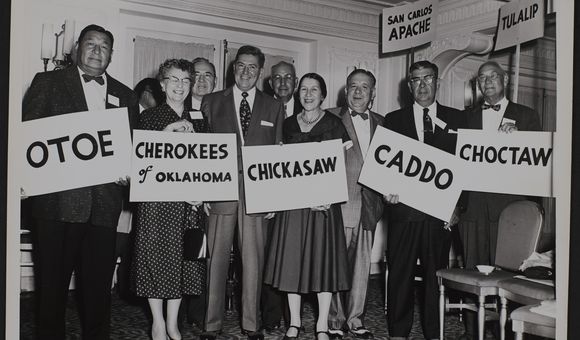 SAN CARLOS
APACHE
TULALIP
OTOE
CHEROKEES
of OKLAHOMA
CHICKASAW
CADDO
CHOCTAW